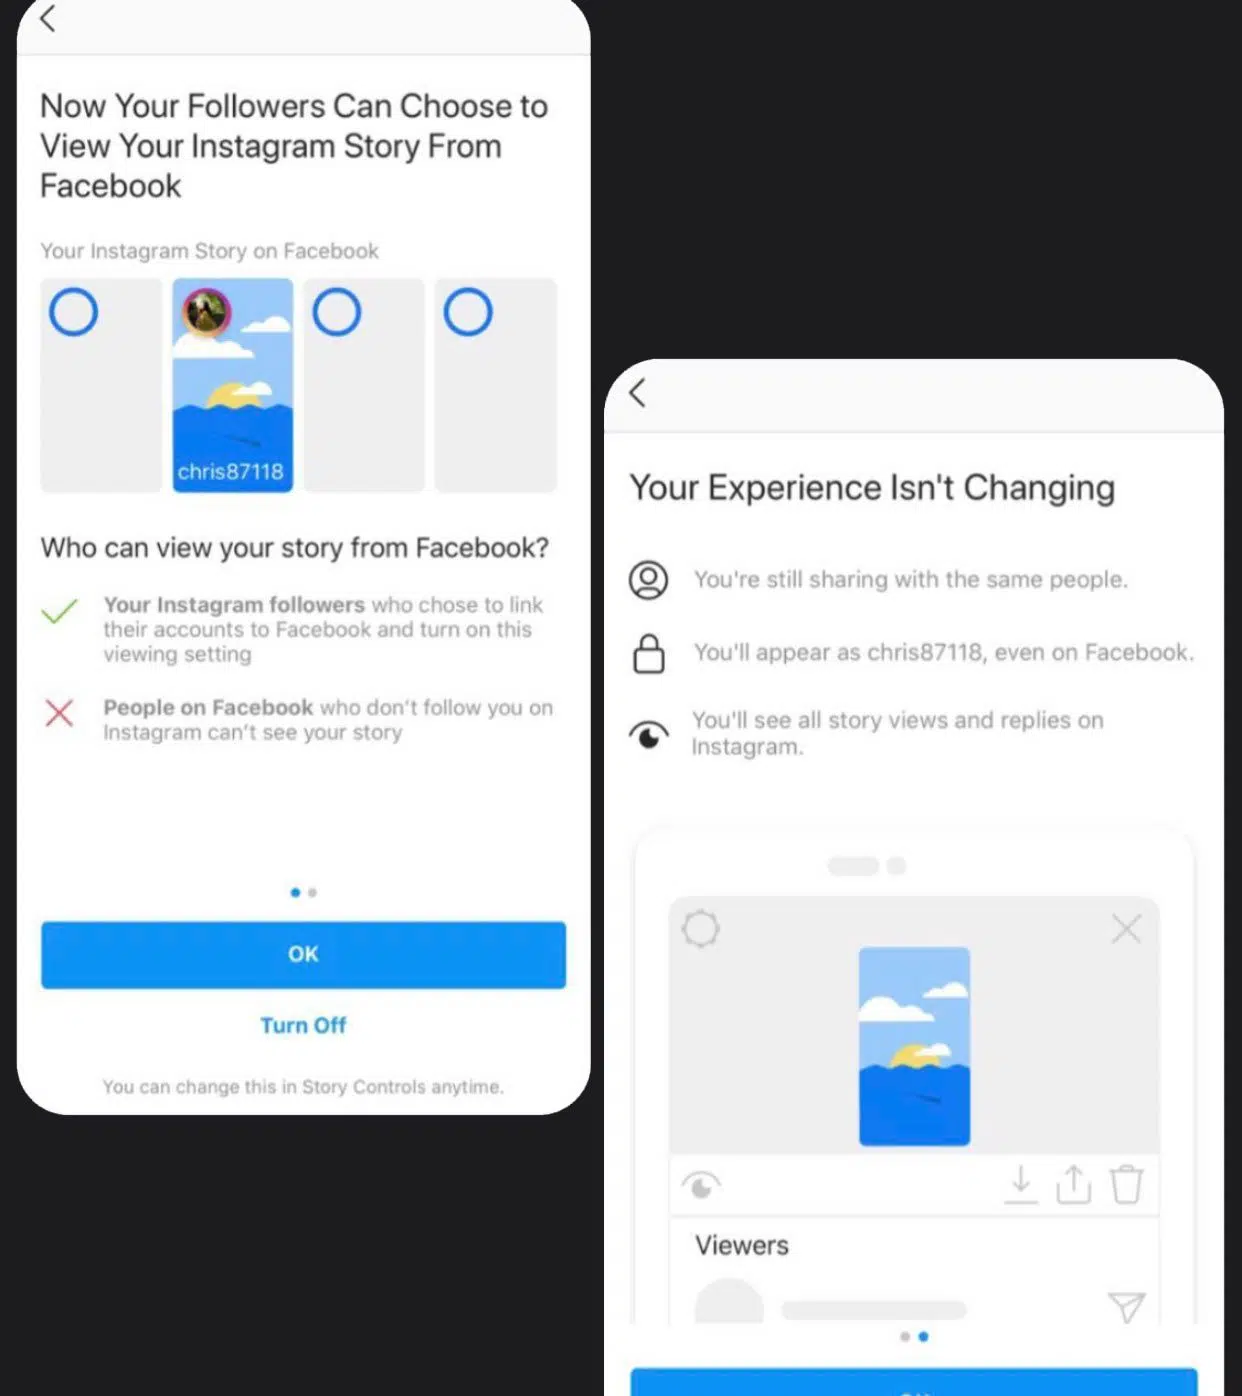 Now Your Followers Can Choose to
View Your Instagram Story From
Facebook
Your Instagram Story on Facebook
chris87118
Who can view your story from Facebook?
Your Instagram followers who chose to link
their accounts to Facebook and turn on this
viewing setting
People on Facebook who don't follow you on
Instagram can't see your story
OK
Turn Off
You can change this in Story Controls anytime.
Your Experience Isn't Changing
You're still sharing with the same people.
You'll appear as chris87118, even on Facebook.
You'll see all story views and replies on
Instagram.
Viewers